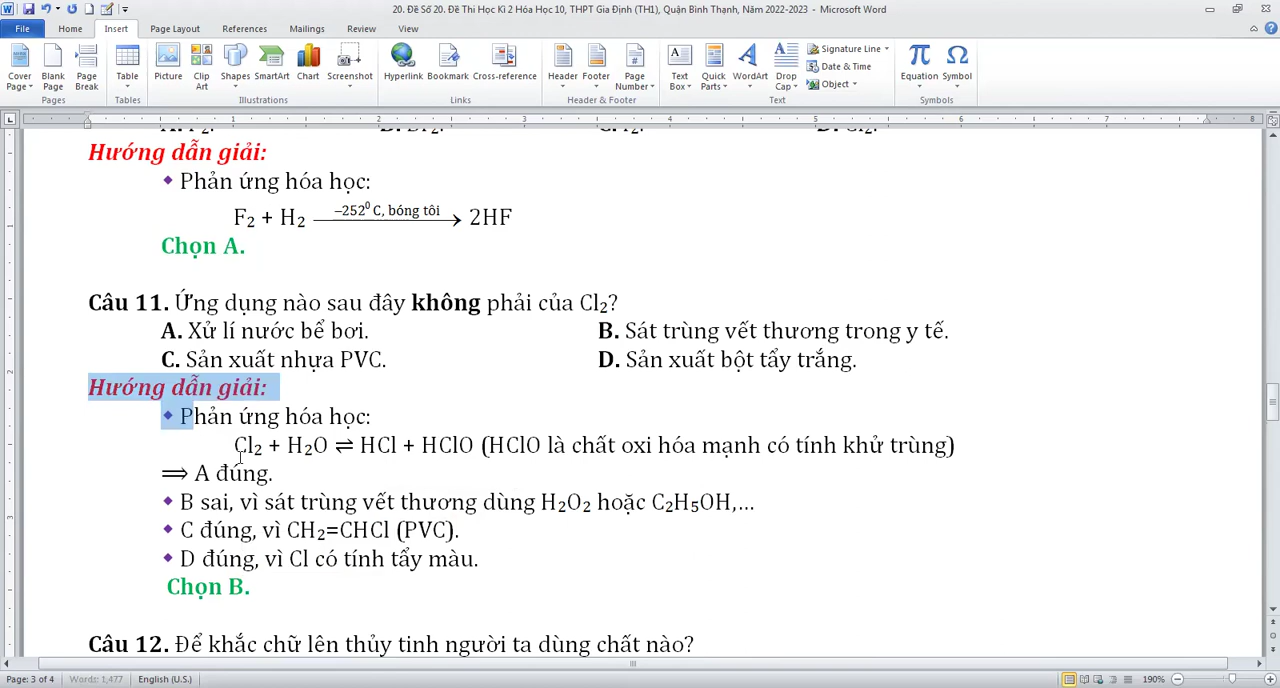 20. Đề Số 20. Đề Thi Học Kì 2 Hóa Học 10, THPT Gia Định (TH1), Quận Bình Thạnh, Năm 2022-2023 - Microsoft Word
File Home Insert Page Layout References Mailings Review View
Cover Page Blank Page Page Break Table Picture Clip Art Shapes SmartArt Chart Screenshot Hyperlink Bookmark Cross-reference Header Footer Page Number Text Box Quick Parts WordArt Drop Cap Signature Line Date & Time Object Equation Symbol
Pages Tables Illustrations Links Header & Footer Text Symbols
1 2 3 4 5 6 7 8
Hướng dẫn giải:
Phản ứng hóa học:
F₂ + H₂ –252⁰ C, bóng tôi → 2HF
Chọn A.
Câu 11. Ứng dụng nào sau đây không phải của Cl₂?
A. Xử lí nước bể bơi. B. Sát trùng vết thương trong y tế.
C. Sản xuất nhựa PVC. D. Sản xuất bột tẩy trắng.
Hướng dẫn giải:
Phản ứng hóa học:
Cl₂ + H₂O ⇌ HCl + HClO (HClO là chất oxi hóa mạnh có tính khử trùng)
⟹ A đúng.
B sai, vì sát trùng vết thương dùng H₂O₂ hoặc C₂H₅OH,...
C đúng, vì CH₂=CHCl (PVC).
D đúng, vì Cl có tính tẩy màu.
Chọn B.
Câu 12. Để khắc chữ lên thủy tinh người ta dùng chất nào?
Page: 3 of 4 Words: 1,477 English (U.S.) 190%